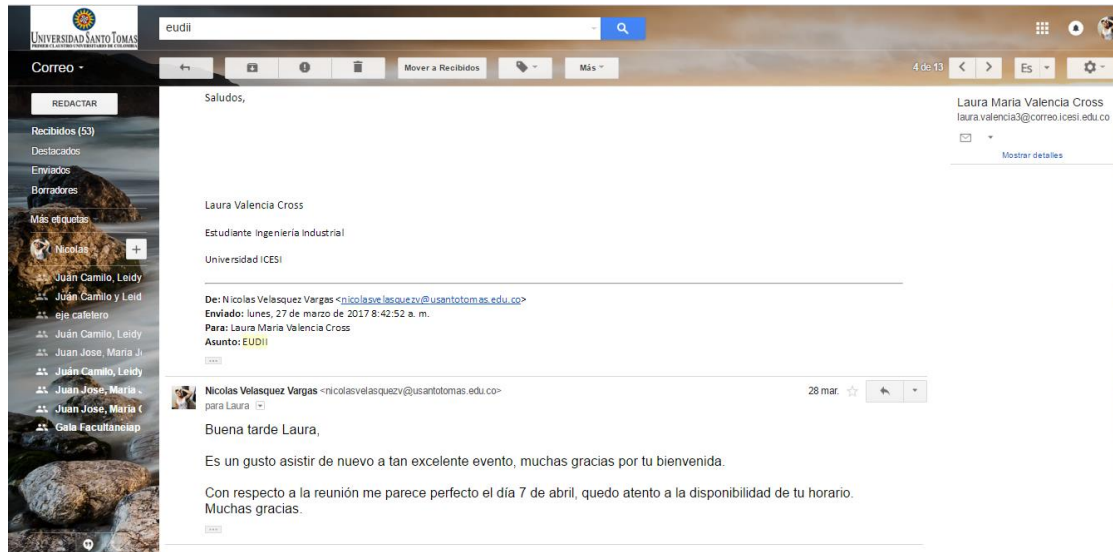 UNIVERSIDAD SANTO TOMAS
PRIMER CLAUSTRO UNIVERSITARIO DE COLOMBIA
eudii
Correo
Mover a Recibidos
Más
4 de 13
Es
REDACTAR
Recibidos (53)
Destacados
Enviados
Borradores
Más etiquetas
Nicolas
Juán Camilo, Leidy
Juán Camilo y Leid
eje cafetero
Juán Camilo, Leidy
Juan Jose, Maria J
Juán Camilo, Leidy
Juan Jose, Maria
Juan Jose, Maria (
Gala Facultaneiap
Saludos,
Laura Valencia Cross
Estudiante Ingeniería Industrial
Universidad ICESI
De: Nicolas Velasquez Vargas <nicolasvelasquezv@usantotomas.edu.co>
Enviado: lunes, 27 de marzo de 2017 8:42:52 a. m.
Para: Laura Maria Valencia Cross
Asunto: EUDII
Nicolas Velasquez Vargas <nicolasvelasquezv@usantotomas.edu.co>
28 mar.
para Laura
Buena tarde Laura,
Es un gusto asistir de nuevo a tan excelente evento, muchas gracias por tu bienvenida.
Con respecto a la reunión me parece perfecto el día 7 de abril, quedo atento a la disponibilidad de tu horario.
Muchas gracias.
Laura Maria Valencia Cross
laura.valencia3@correo.icesi.edu.co
Mostrar detalles